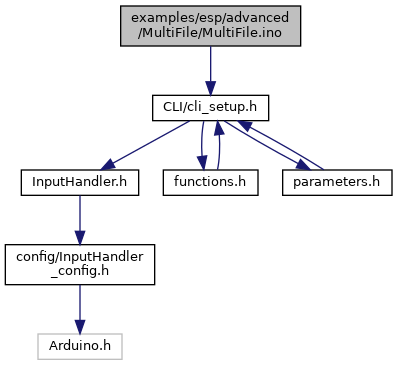 examples/esp/advanced
/MultiFile/MultiFile.ino
CLI/cli_setup.h
InputHandler.h
functions.h
parameters.h
config/InputHandler
_config.h
Arduino.h